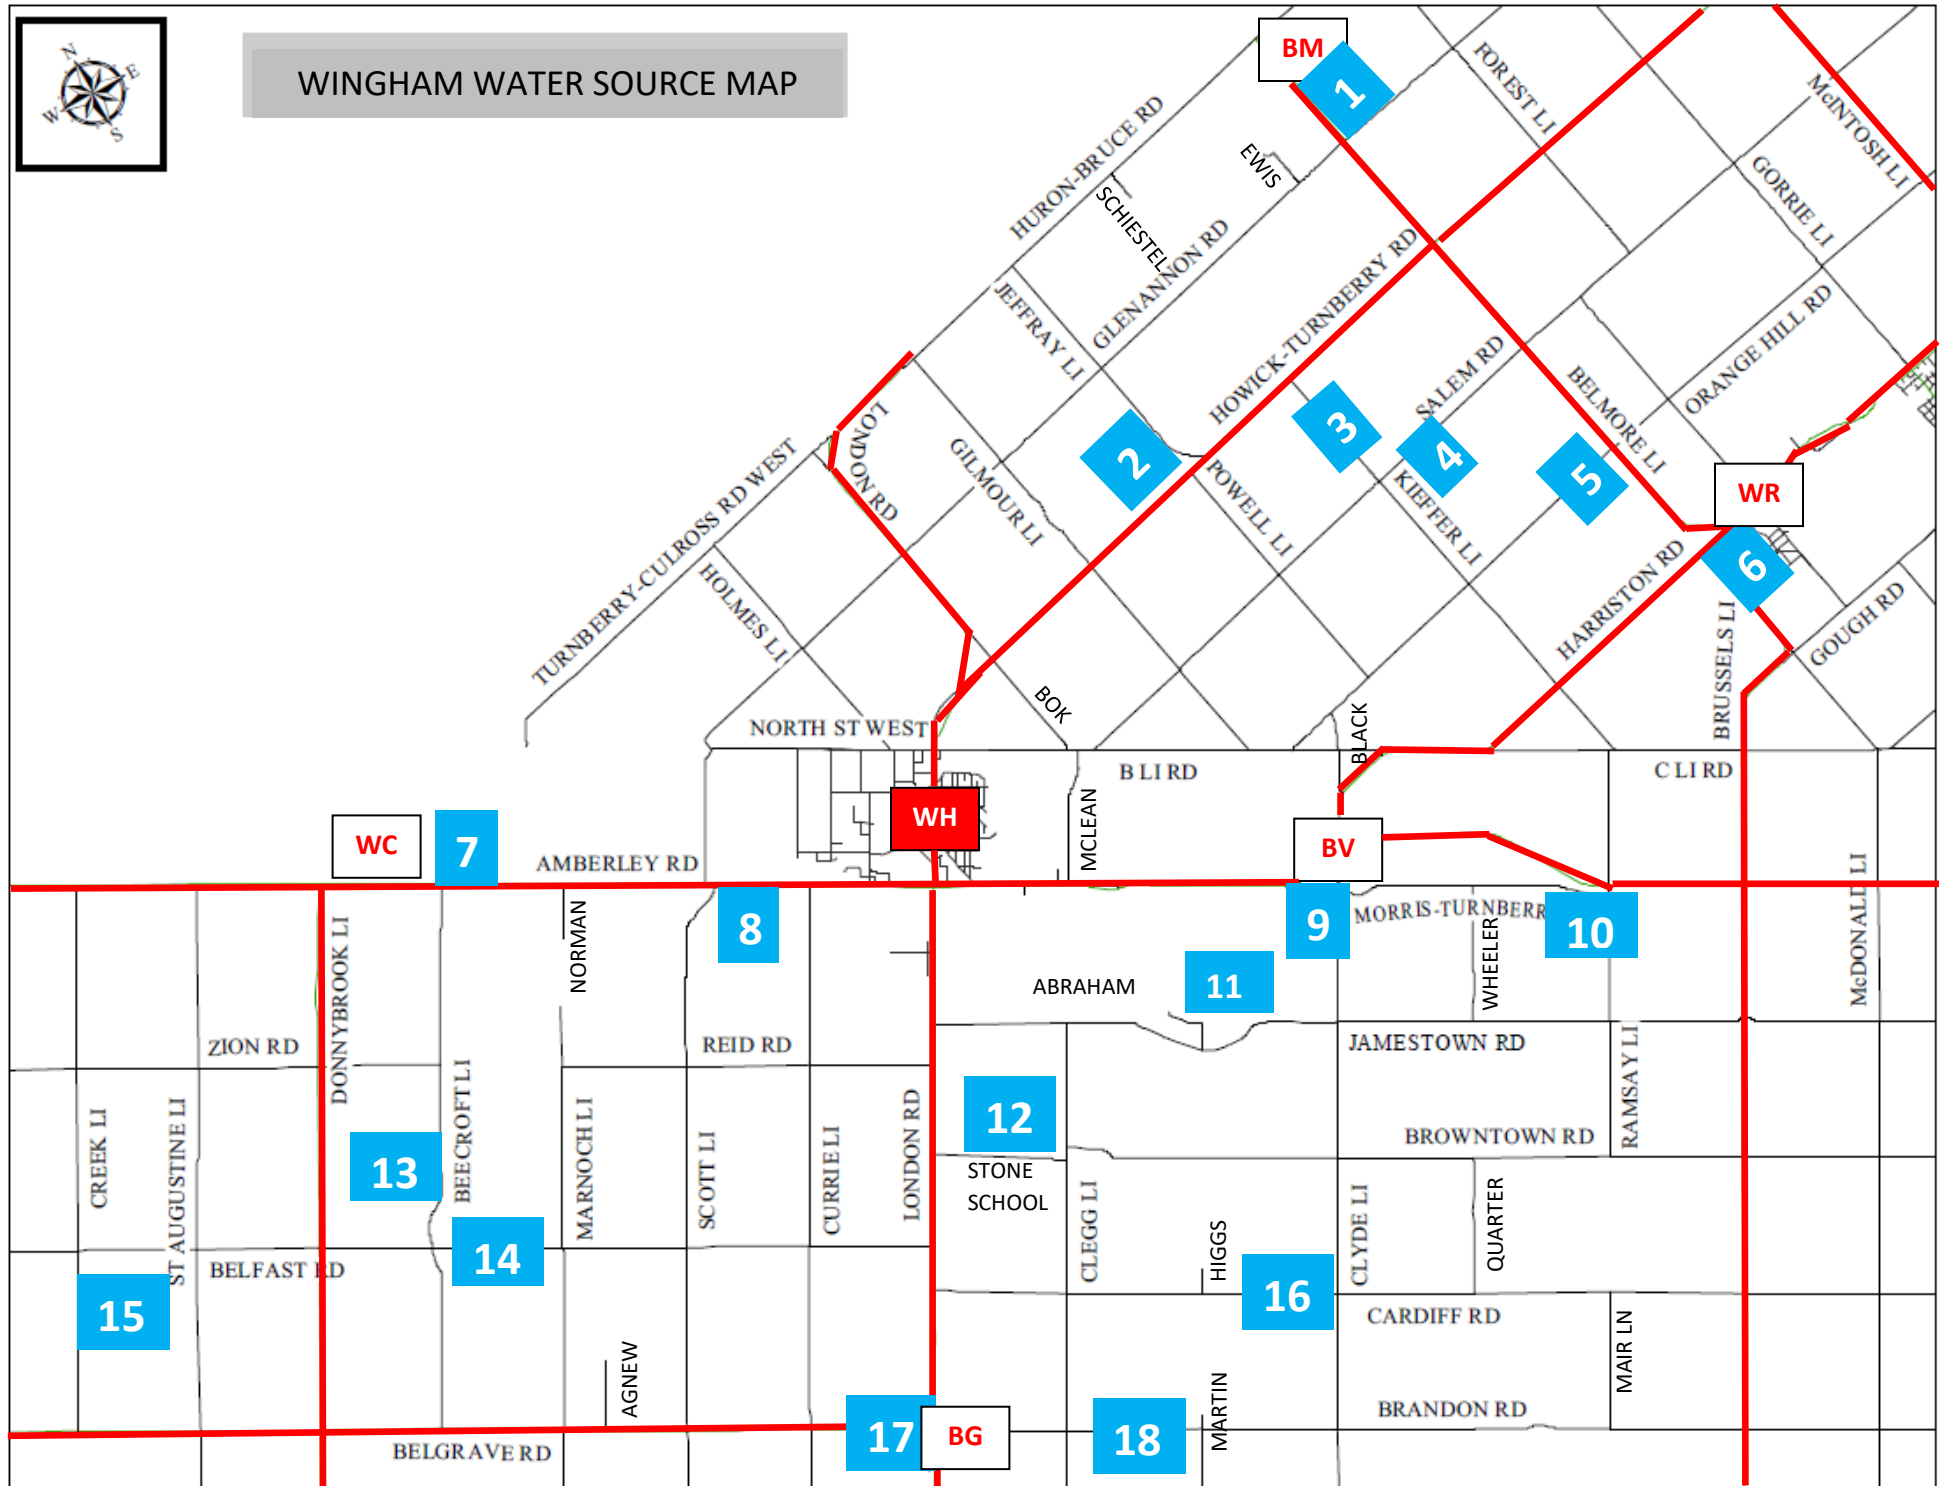 WINGHAM WATER SOURCE MAP
N
E
W
S
BM
1
FOREST LI
McINTOSH LI
HURON-BRUCE RD
EWIS
SCHIESTEL
GORRIE LI
GLENANNON RD
JEFFRAY LI
HOWICK-TURNBERRY RD
ORANGE HILL RD
SALEM RD
BELMORE LI
LONDON RD
GILMOUR LI
2
3
4
5
POWELL LI
KIEFFER LI
WR
6
TURNBERRY-CULROSS RD WEST
HOLMES LI
HARRISTON RD
BRUSSELS LI
GOUGH RD
BOK
NORTH ST WEST
BLACK
B LI RD
C LI RD
WH
MCLEAN
BV
WC
7
AMBERLEY RD
8
9
MORRIS-TURNBERR
10
McDONALD LI
DONNYBROOK LI
NORMAN
WHEELER
ABRAHAM
11
ZION RD
REID RD
JAMESTOWN RD
RAMSAY LI
CREEK LI
ST AUGUSTINE LI
13
BEECROFT LI
MARNOCH LI
SCOTT LI
CURRIE LI
LONDON RD
12
BROWNTOWN RD
STONE
SCHOOL
CLEGG LI
HIGGS
CLYDE LI
QUARTER
BELFAST RD
14
15
16
CARDIFF RD
MAIR LN
AGNEW
17
BG
18
MARTIN
BRANDON RD
BELGRAVE RD